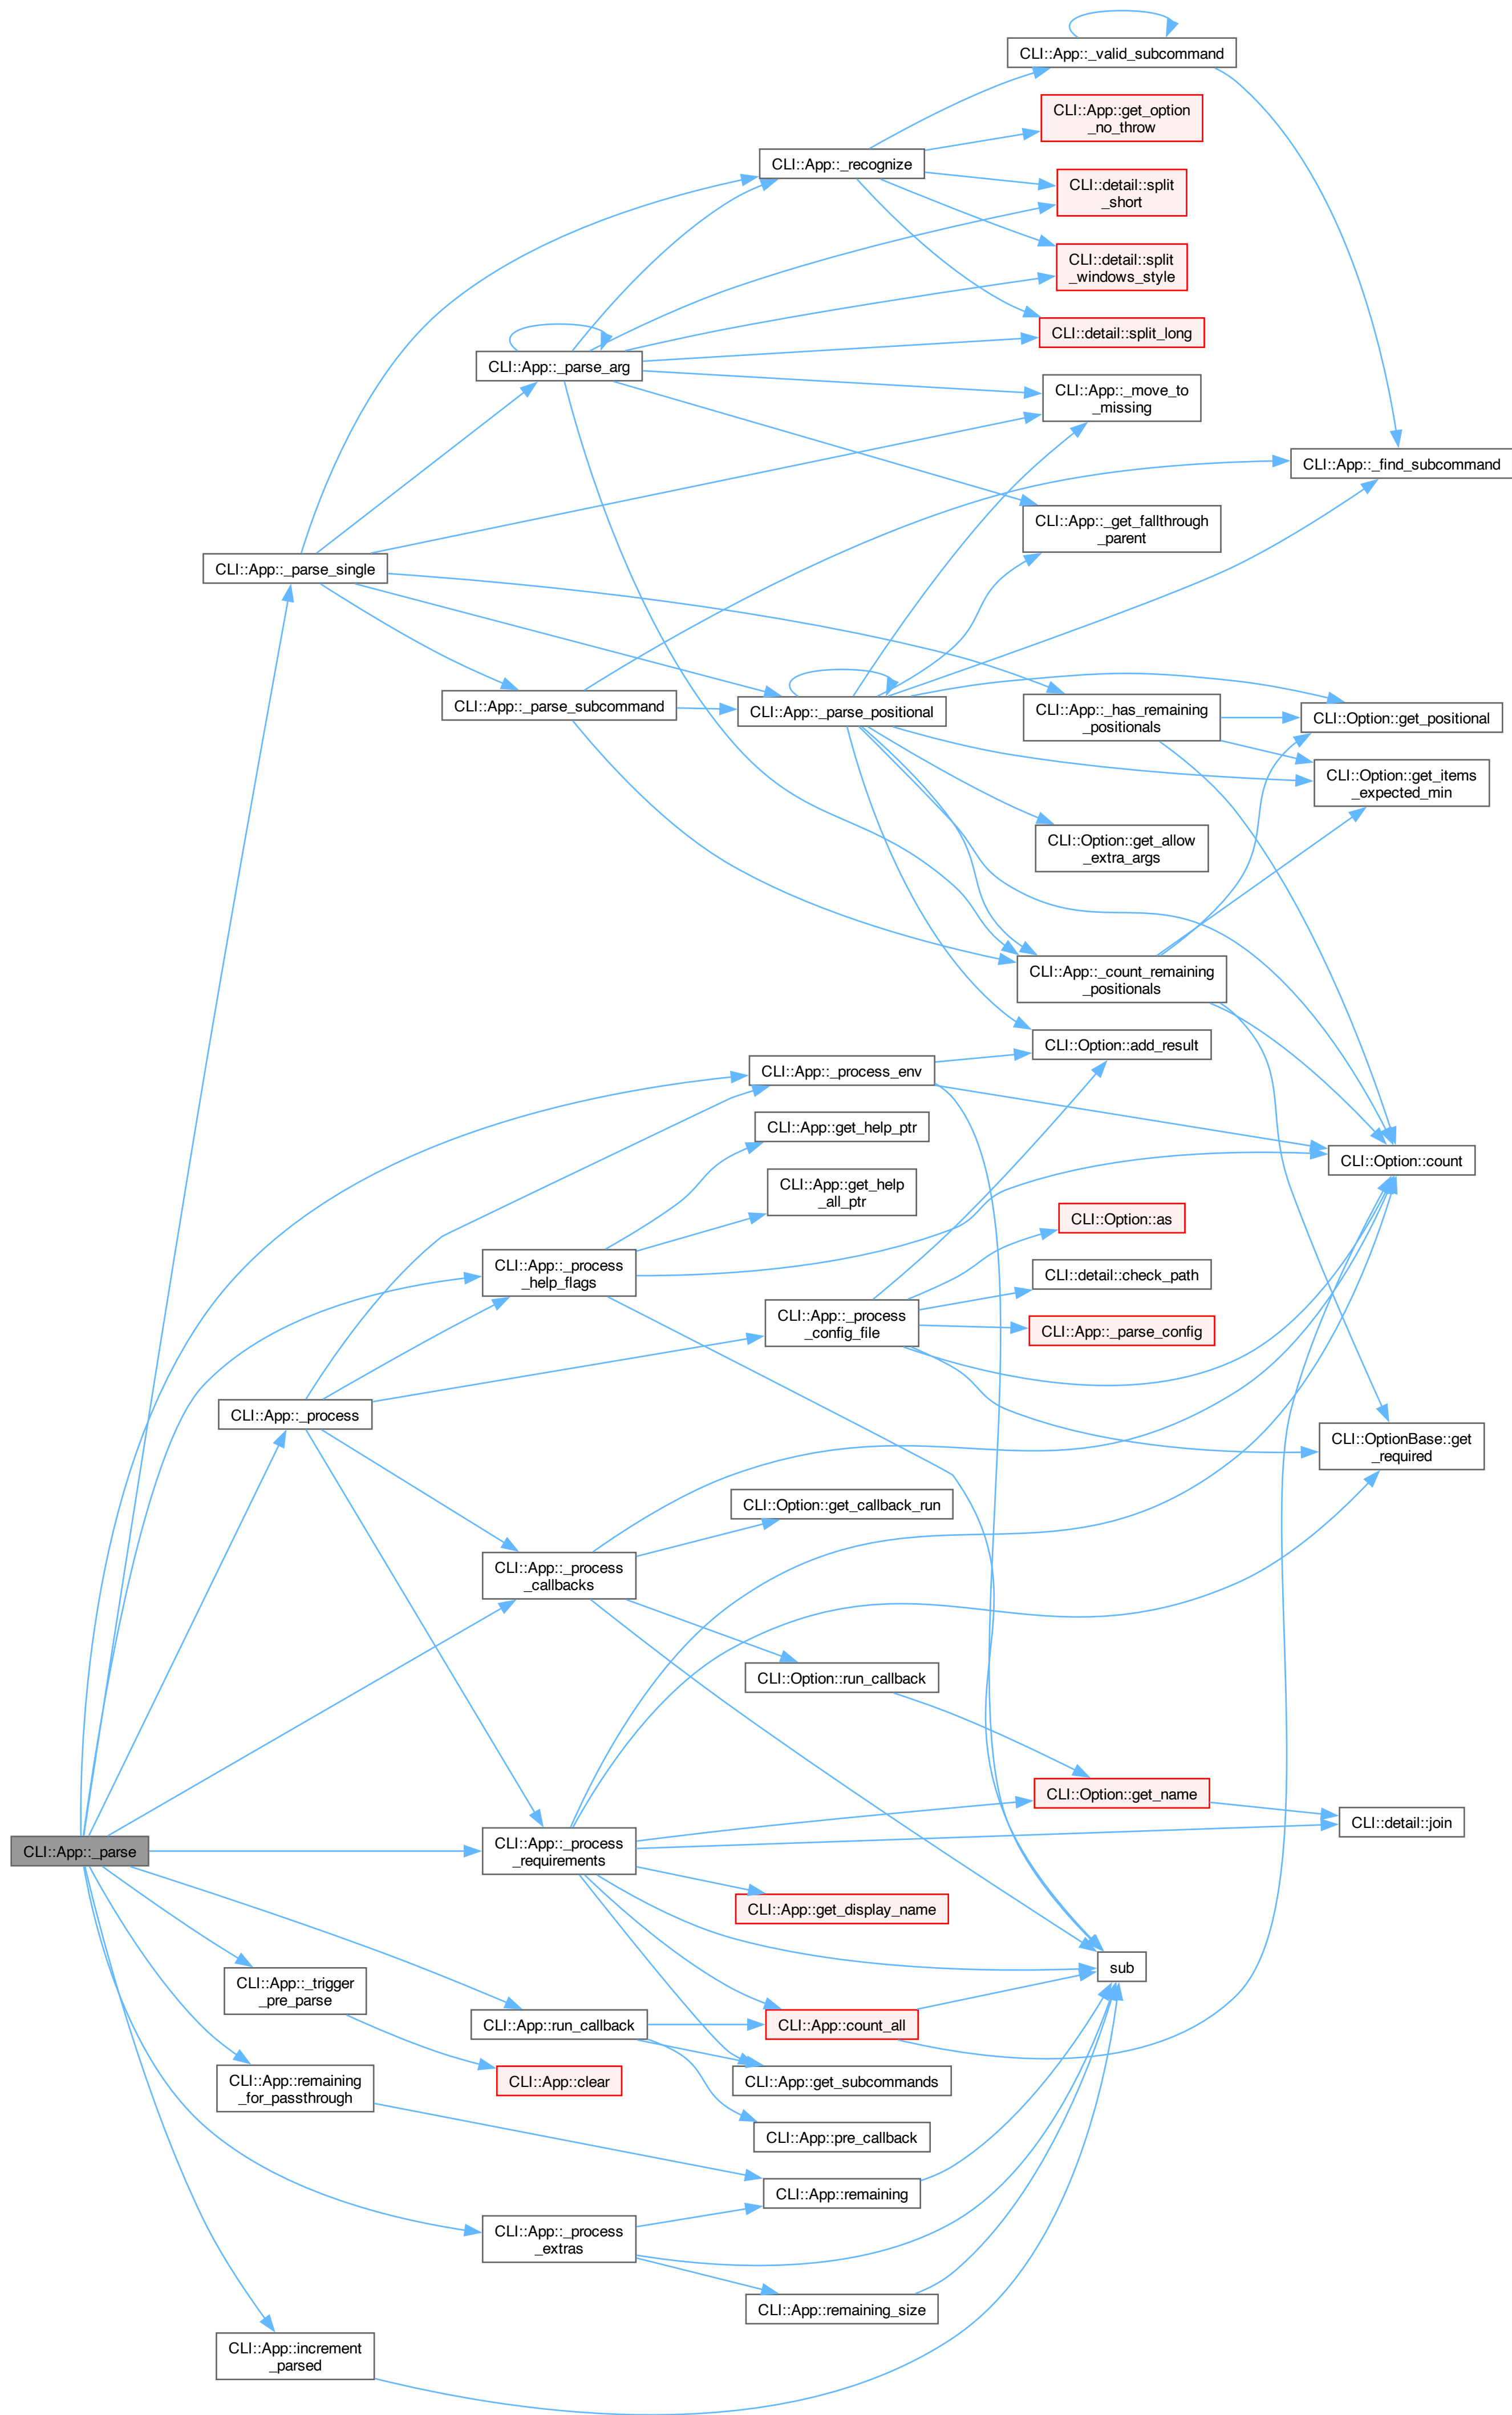 CLI::App::_valid_subcommand
CLI::App::get_option
_no_throw
CLI::App::_recognize
CLI::detail::split
_short
CLI::detail::split
_windows_style
CLI::detail::split_long
CLI::App::_parse_arg
CLI::App::_move_to
_missing
CLI::App::_find_subcommand
CLI::App::_get_fallthrough
_parent
CLI::App::_parse_single
CLI::App::_parse_subcommand
CLI::App::_parse_positional
CLI::App::_has_remaining
_positionals
CLI::Option::get_positional
CLI::Option::get_items
_expected_min
CLI::Option::get_allow
_extra_args
CLI::App::_count_remaining
_positionals
CLI::Option::add_result
CLI::App::_process_env
CLI::App::get_help_ptr
CLI::Option::count
CLI::App::get_help
_all_ptr
CLI::Option::as
CLI::App::_process
_help_flags
CLI::detail::check_path
CLI::App::_process
_config_file
CLI::App::_parse_config
CLI::App::_process
CLI::OptionBase::get
_required
CLI::Option::get_callback_run
CLI::App::_process
_callbacks
CLI::Option::run_callback
CLI::Option::get_name
CLI::detail::join
CLI::App::_parse
CLI::App::_process
_requirements
CLI::App::get_display_name
sub
CLI::App::_trigger
_pre_parse
CLI::App::run_callback
CLI::App::count_all
CLI::App::clear
CLI::App::get_subcommands
CLI::App::remaining
_for_passthrough
CLI::App::pre_callback
CLI::App::remaining
CLI::App::_process
_extras
CLI::App::remaining_size
CLI::App::increment
_parsed